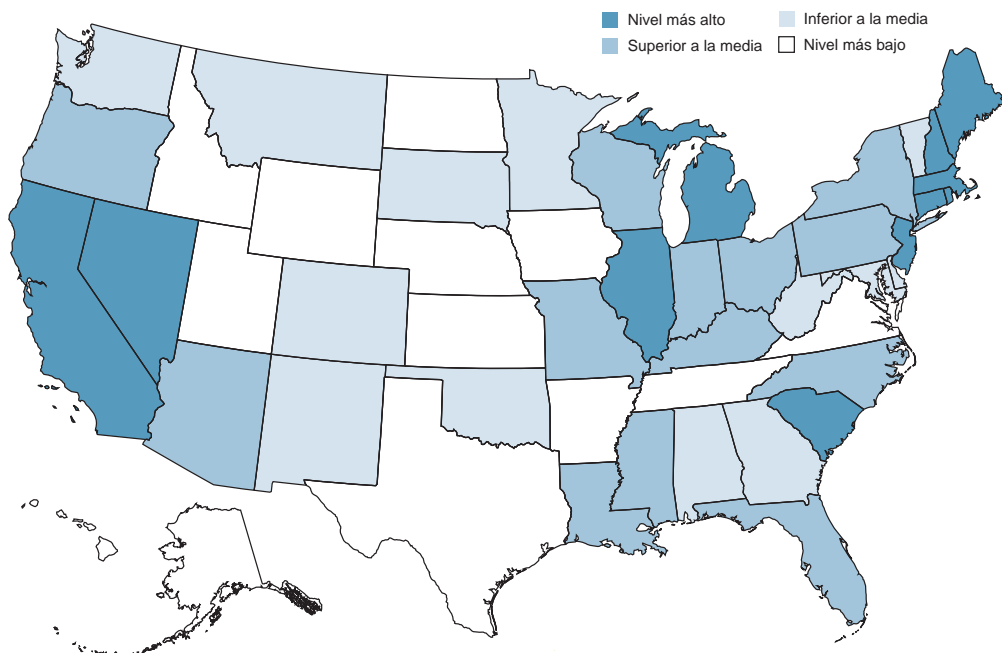 Nivel más alto
Superior a la media
Inferior a la media
Nivel más bajo